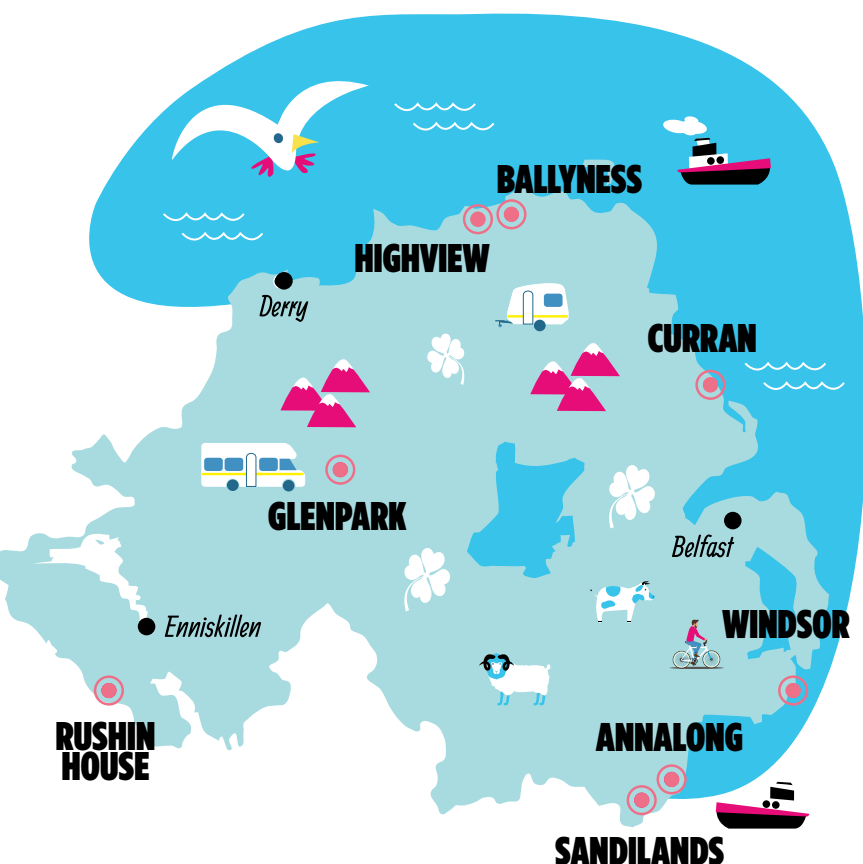 BALLYNESS
HIGHVIEW
Derry
CURRAN
GLENPARK
Belfast
Enniskillen
WINDSOR
RUSHIN
HOUSE
ANNALONG
SANDILANDS